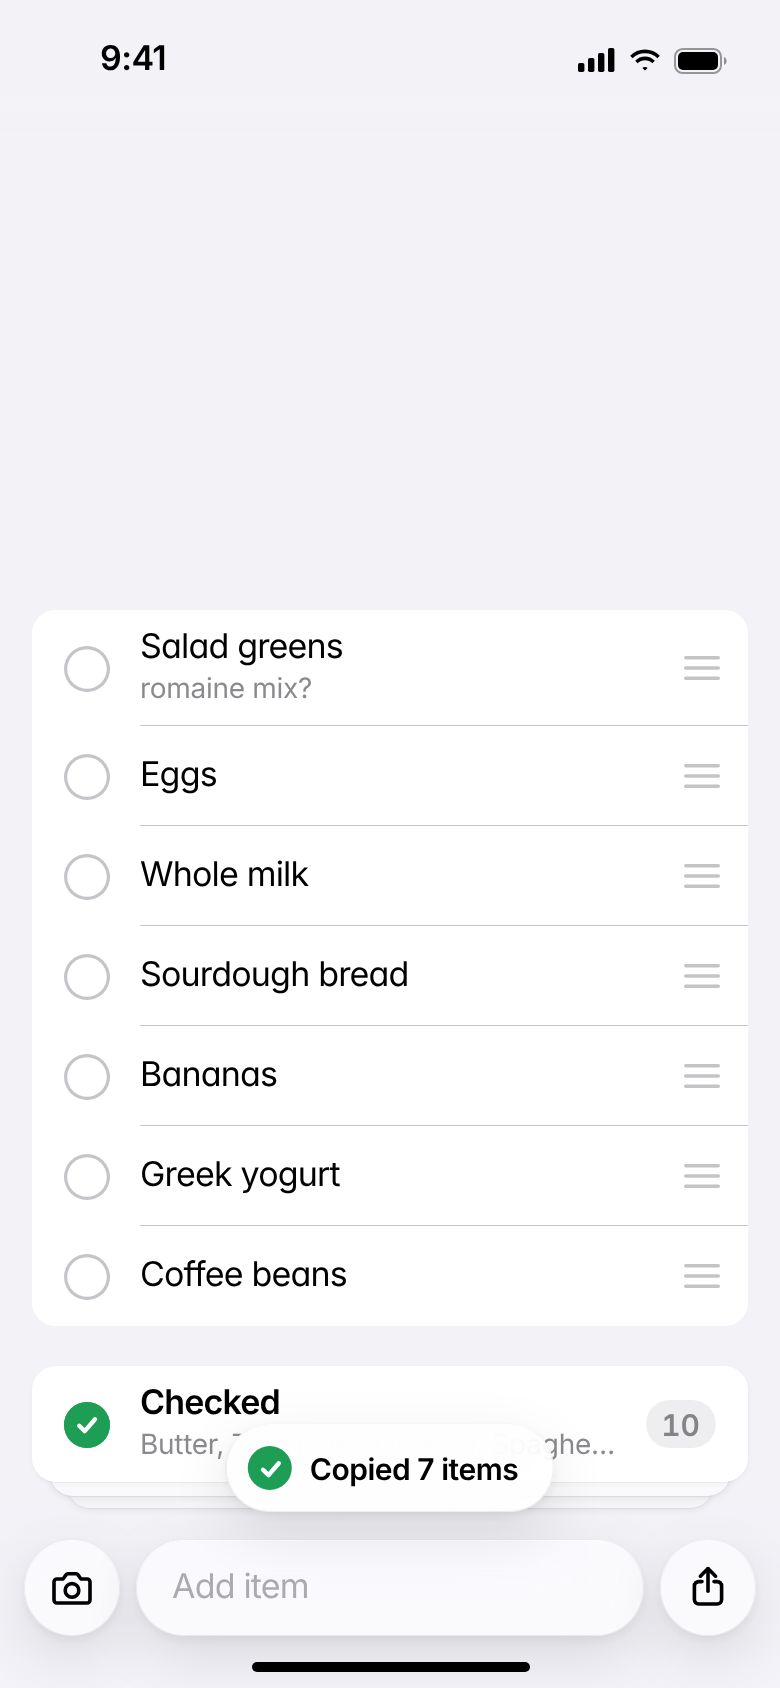 9:41
Salad greens
romaine mix?
Eggs
Whole milk
Sourdough bread
Bananas
Greek yogurt
Coffee beans
Checked
10
Butter,
Copied 7 items
Add item